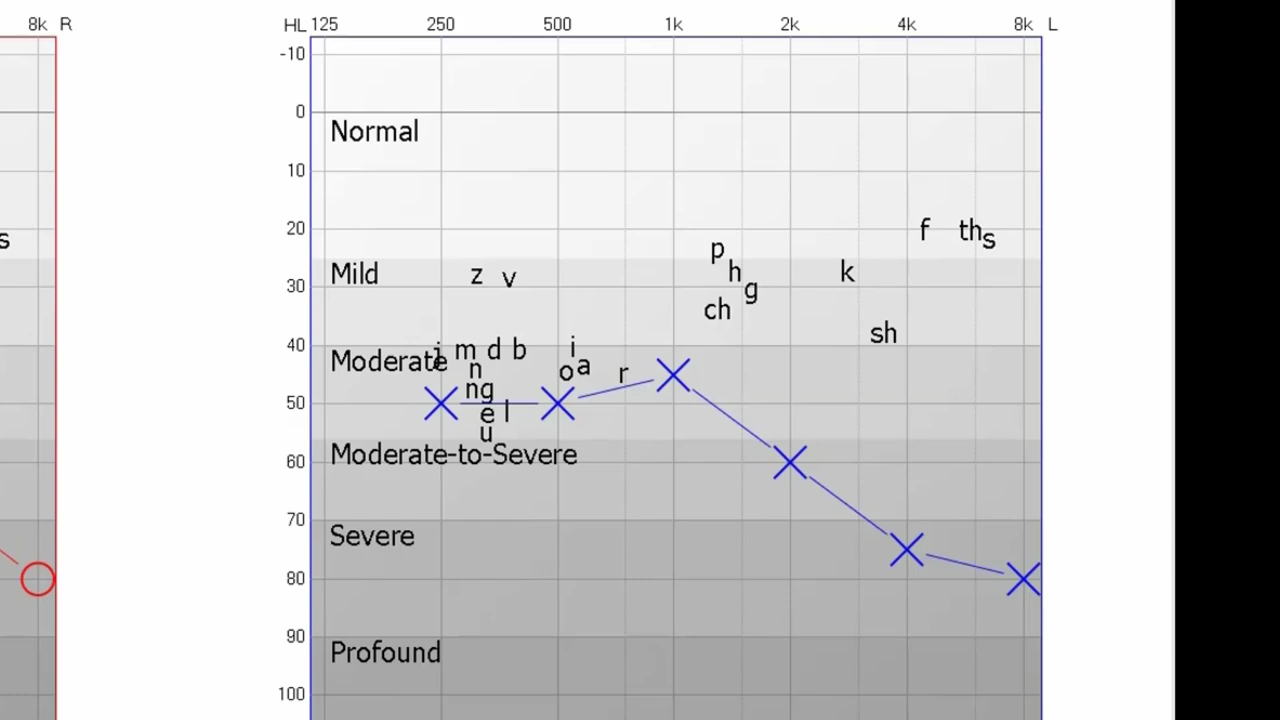 8k R HL 125 250 500 1k 2k 4k 8k L
-10
0
Normal
10
20
f th s
s
p
h
k
Mild
z v
30
g
ch
sh
40
j m d b
i
Moderate
n
o a
r
ng
50
e l
u
Moderate-to-Severe
60
70
Severe
80
90
Profound
100